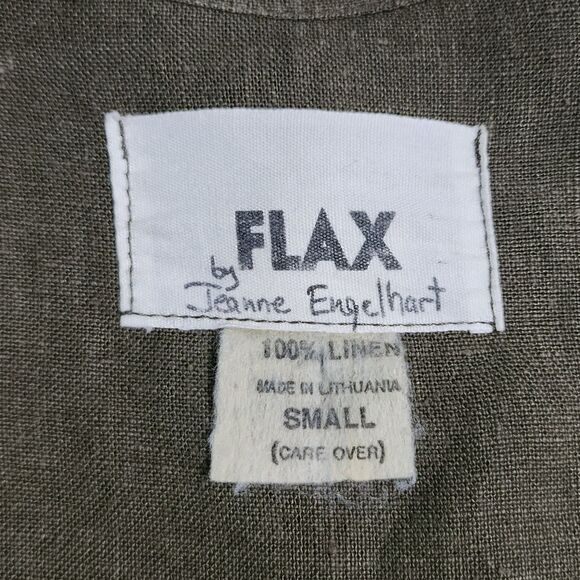 FLAX
by
Jeanne Engelhart
100% LINEN
MADE IN LITHUANIA
SMALL
(CARE OVER)